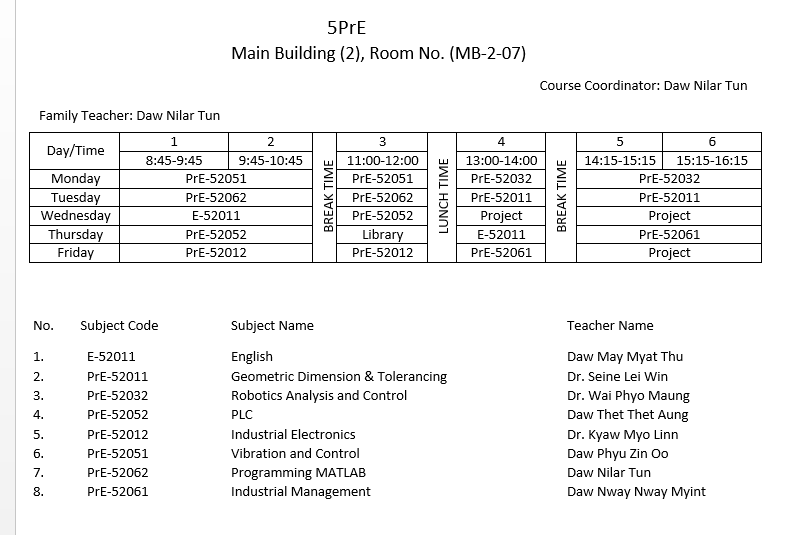 5PrE
Main Building (2), Room No. (MB-2-07)
Course Coordinator: Daw Nilar Tun
Family Teacher: Daw Nilar Tun
Day/Time 1 2 BREAK TIME 3 LUNCH TIME 4 BREAK TIME 5 6
8:45-9:45 9:45-10:45 11:00-12:00 13:00-14:00 14:15-15:15 15:15-16:15
Monday PrE-52051 PrE-52051 PrE-52032 PrE-52032
Tuesday PrE-52062 PrE-52062 PrE-52011 PrE-52011
Wednesday E-52011 PrE-52052 Project Project
Thursday PrE-52052 Library E-52011 PrE-52061
Friday PrE-52012 PrE-52012 PrE-52061 Project
No. Subject Code Subject Name Teacher Name
1. E-52011 English Daw May Myat Thu
2. PrE-52011 Geometric Dimension & Tolerancing Dr. Seine Lei Win
3. PrE-52032 Robotics Analysis and Control Dr. Wai Phyo Maung
4. PrE-52052 PLC Daw Thet Thet Aung
5. PrE-52012 Industrial Electronics Dr. Kyaw Myo Linn
6. PrE-52051 Vibration and Control Daw Phyu Zin Oo
7. PrE-52062 Programming MATLAB Daw Nilar Tun
8. PrE-52061 Industrial Management Daw Nway Nway Myint